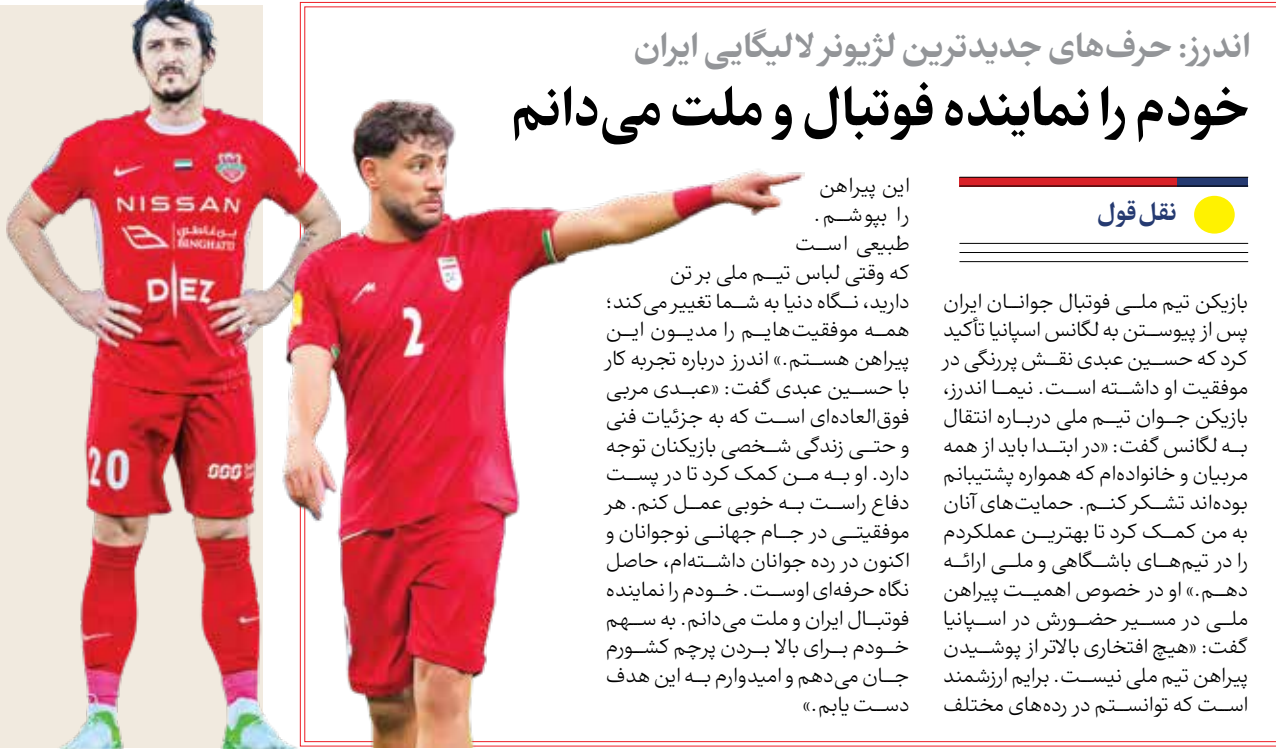 اندرز: حرف‌های جدیدترین لژیونر لالیگایی ایران
خودم را نماینده فوتبال و ملت می‌دانم
نقل قول
بازیکن تیم ملی فوتبال جوانان ایران
پس از پیوستن به لگانس اسپانیا تأکید
کرد که حسین عبدی نقش پررنگی در
موفقیت او داشته است. نیما اندرز،
بازیکن جوان تیم ملی درباره انتقال
به لگانس گفت: «در ابتدا باید از همه
مربیان و خانواده‌ام که همواره پشتیبانم
بوده‌اند تشکر کنم. حمایت‌های آنان
به من کمک کرد تا بهترین عملکردم
را در تیم‌های باشگاهی و ملی ارائه
دهم.» او در خصوص اهمیت پیراهن
ملی در مسیر حضورش در اسپانیا
گفت: «هیچ افتخاری بالاتر از پوشیدن
پیراهن تیم ملی نیست. برایم ارزشمند
است که توانستم در رده‌های مختلف
این پیراهن
را بپوشم.
طبیعی است
که وقتی لباس تیم ملی بر تن
دارید، نگاه دنیا به شما تغییر می‌کند؛
همه موفقیت‌هایم را مدیون این
پیراهن هستم.» اندرز درباره تجربه کار
با حسین عبدی گفت: «عبدی مربی
فوق‌العاده‌ای است که به جزئیات فنی
و حتی زندگی شخصی بازیکنان توجه
دارد. او به من کمک کرد تا در پست
دفاع راست به خوبی عمل کنم. هر
موفقیتی در جام جهانی نوجوانان و
اکنون در رده جوانان داشته‌ام، حاصل
نگاه حرفه‌ای اوست. خودم را نماینده
فوتبال ایران و ملت می‌دانم. به سهم
خودم برای بالا بردن پرچم کشورم
جان می‌دهم و امیدوارم به این هدف
دست یابم.»
2
NISSAN
بن غاطي
BINGHATTI
DIEZ
20